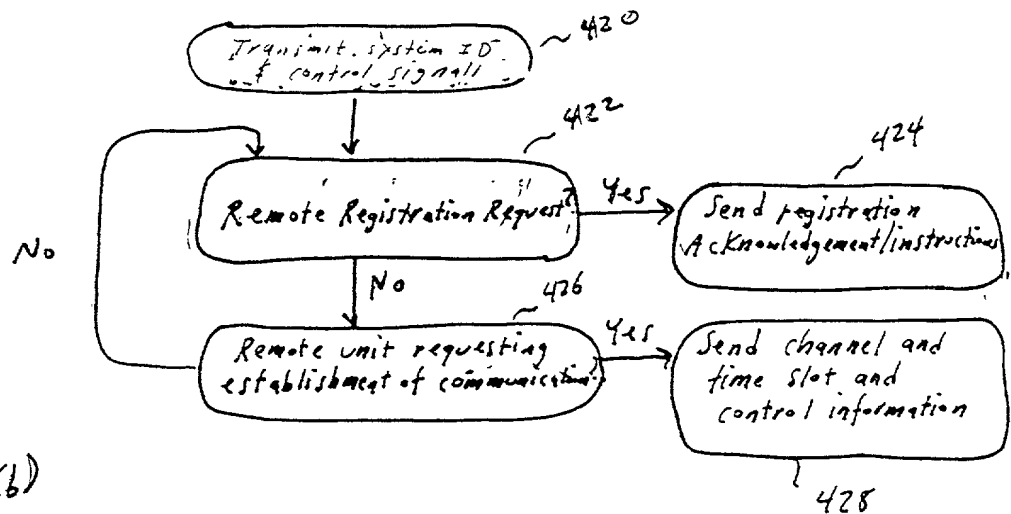 420
Transmit system ID
& control signals
422
Remote Registration Request?
Yes
424
Send registration
Acknowledgement/instructions
No
No
426
Remote unit requesting
establishment of communication
Yes
Send channel and
time slot and
control information
(b)
428